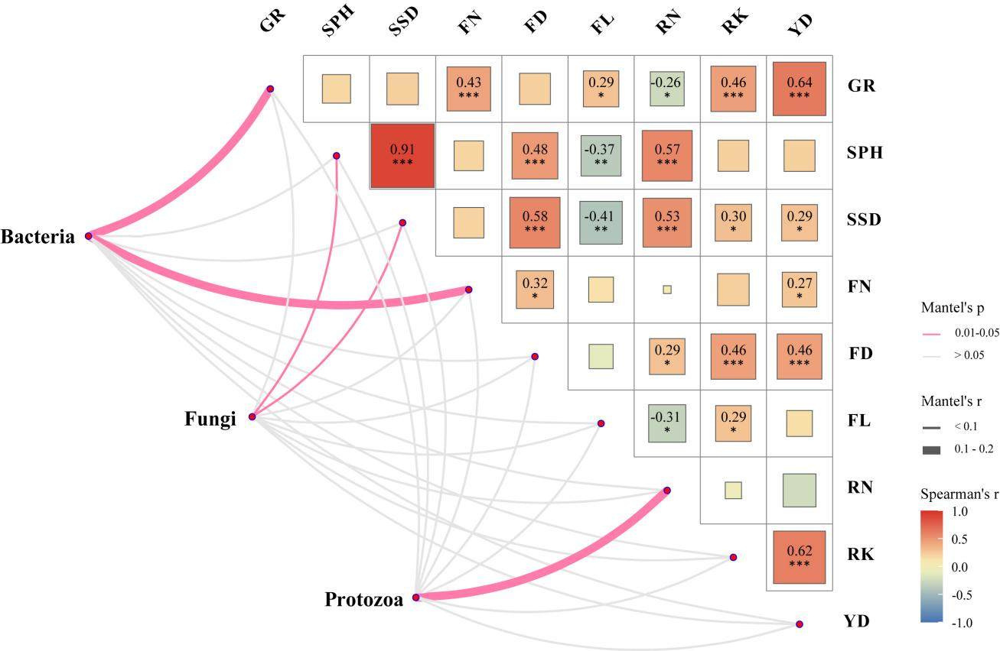 GR SPH SSD FN FD FL RN RK YD
0.43 0.29 -0.26 0.46 0.64 GR
*** * * *** ***
0.91 0.48 -0.37 0.57 SPH
*** *** ** ***
0.58 -0.41 0.53 0.30 0.29 SSD
*** ** *** * *
Bacteria
0.32 0.27 FN
* *
Mantel's p
0.01-0.05
> 0.05
0.29 0.46 0.46 FD
* *** ***
Fungi
-0.31 0.29 FL
* *
Mantel's r
< 0.1
0.1 - 0.2
RN
Spearman's r
1.0
0.5
0.0
-0.5
-1.0
0.62 RK
***
Protozoa
YD